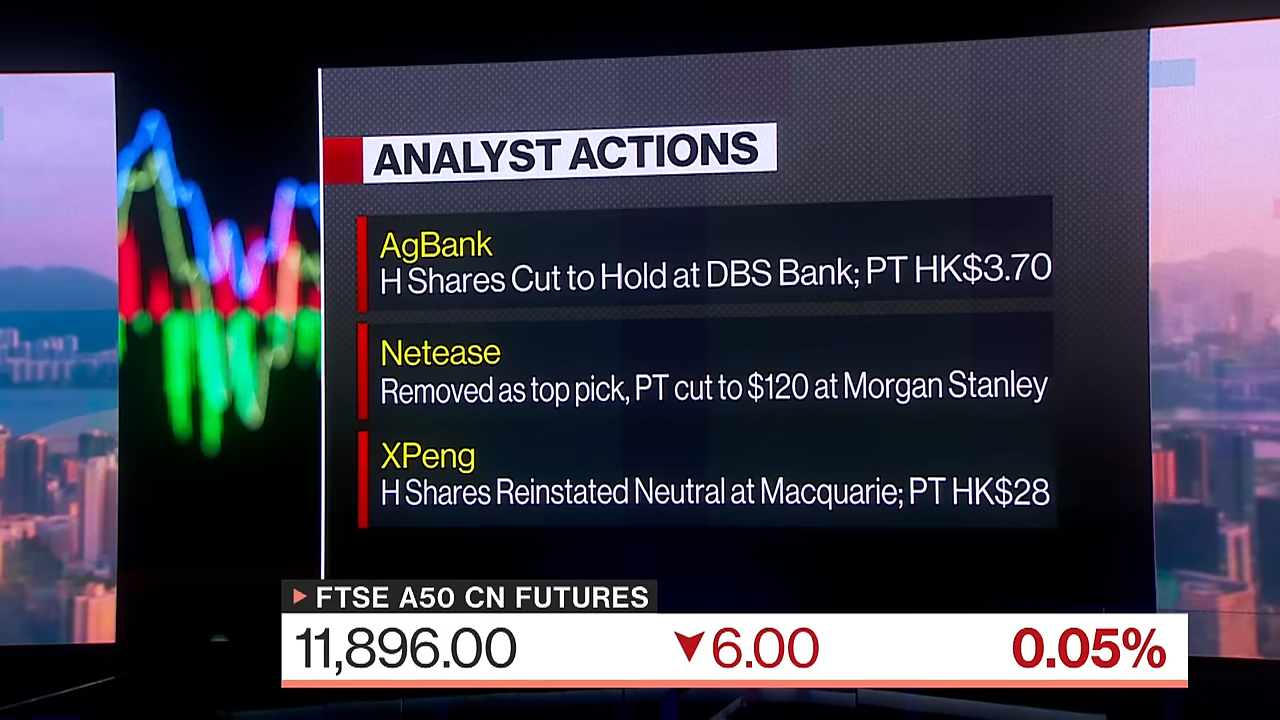 ANALYST ACTIONS
AgBank
H Shares Cut to Hold at DBS Bank; PT HK$3.70
Netease
Removed as top pick, PT cut to $120 at Morgan Stanley
XPeng
H Shares Reinstated Neutral at Macquarie; PT HK$28
FTSE A50 CN FUTURES
11,896.00 6.00 0.05%